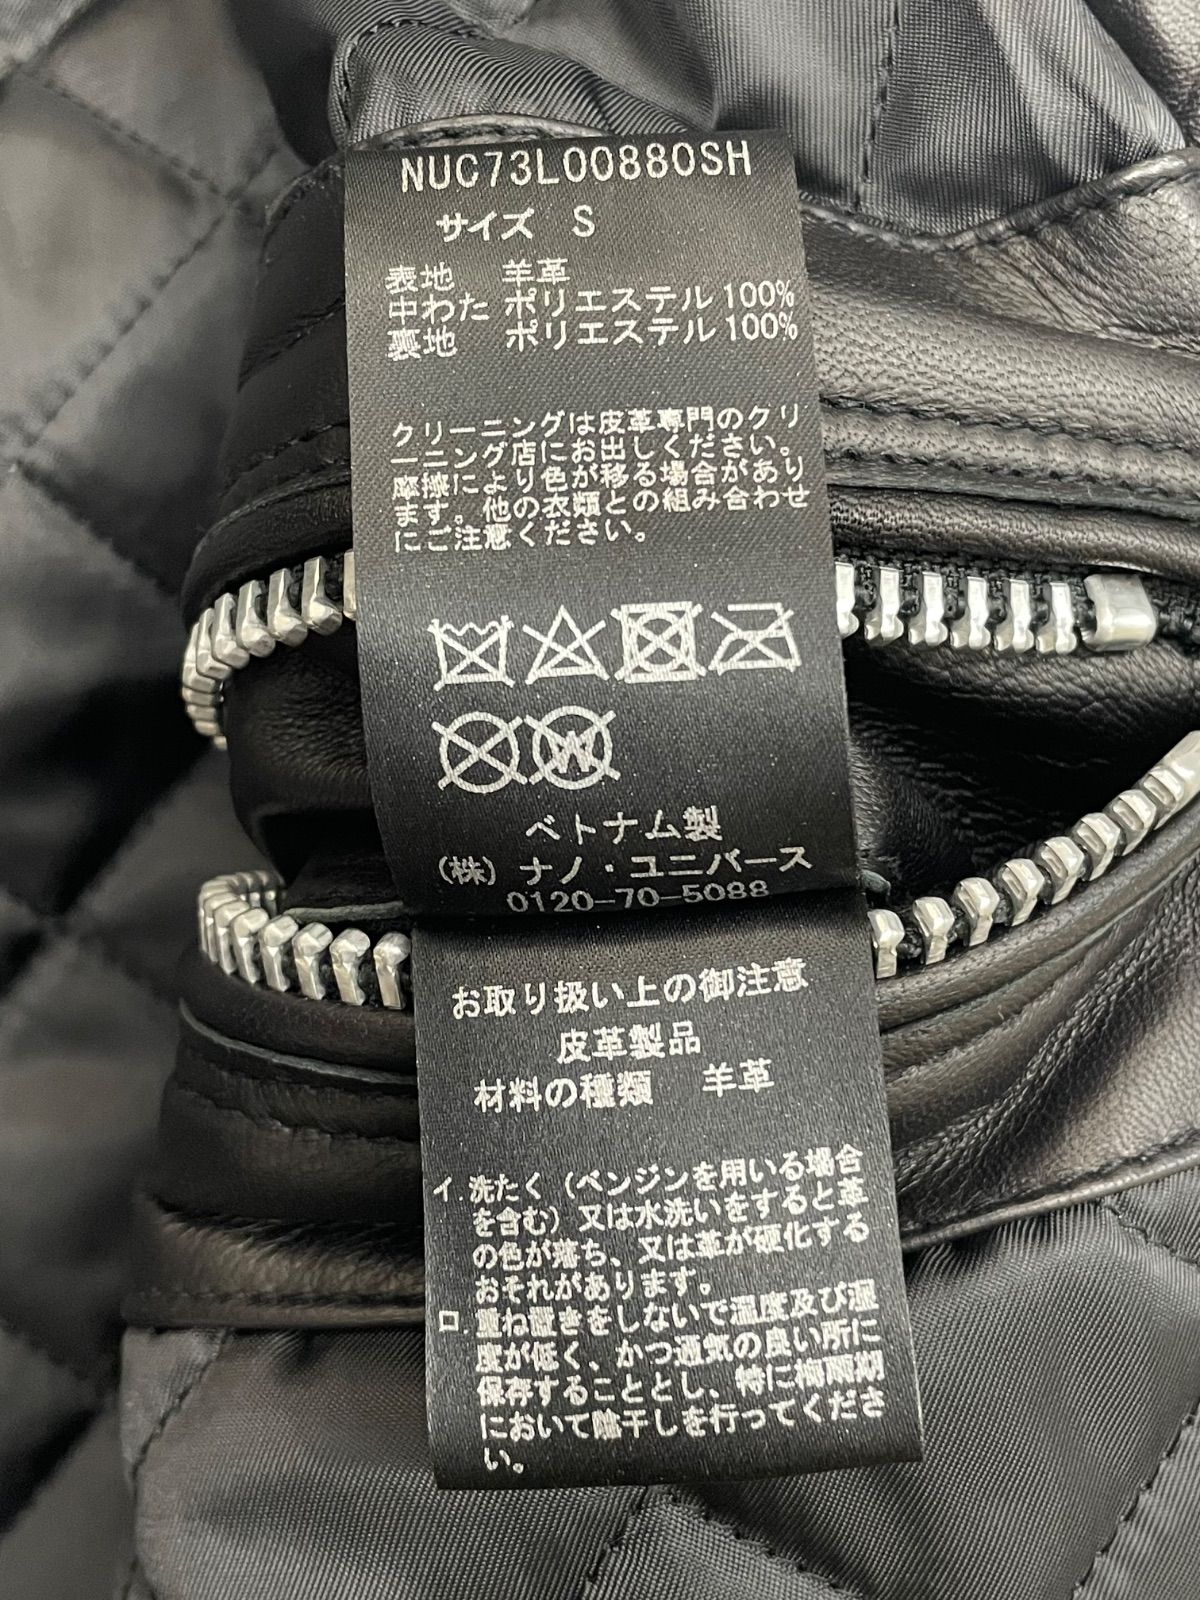 NUC73L00880SH
サイズ S
表地 羊革
中わた ポリエステル100%
裏地 ポリエステル100%
クリーニングは皮革専門のクリ
ーニング店にお出しください。
摩擦により色が移る場合があり
ます。他の衣類との組み合わせ
にご注意ください。
W
ベトナム製
(株)ナノ・ユニバース
0120-70-5088
お取り扱い上の御注意
皮革製品
材料の種類 羊革
イ.洗たく(ベンジンを用いる場合
を含む)又は水洗いをすると革
の色が落ち、又は革が硬化する
おそれがあります。
ロ.重ね置きをしないで温度及び湿
度が低く、かつ通気の良い所に
保存することとし、特に梅雨期
において陰干しを行ってくださ
い。